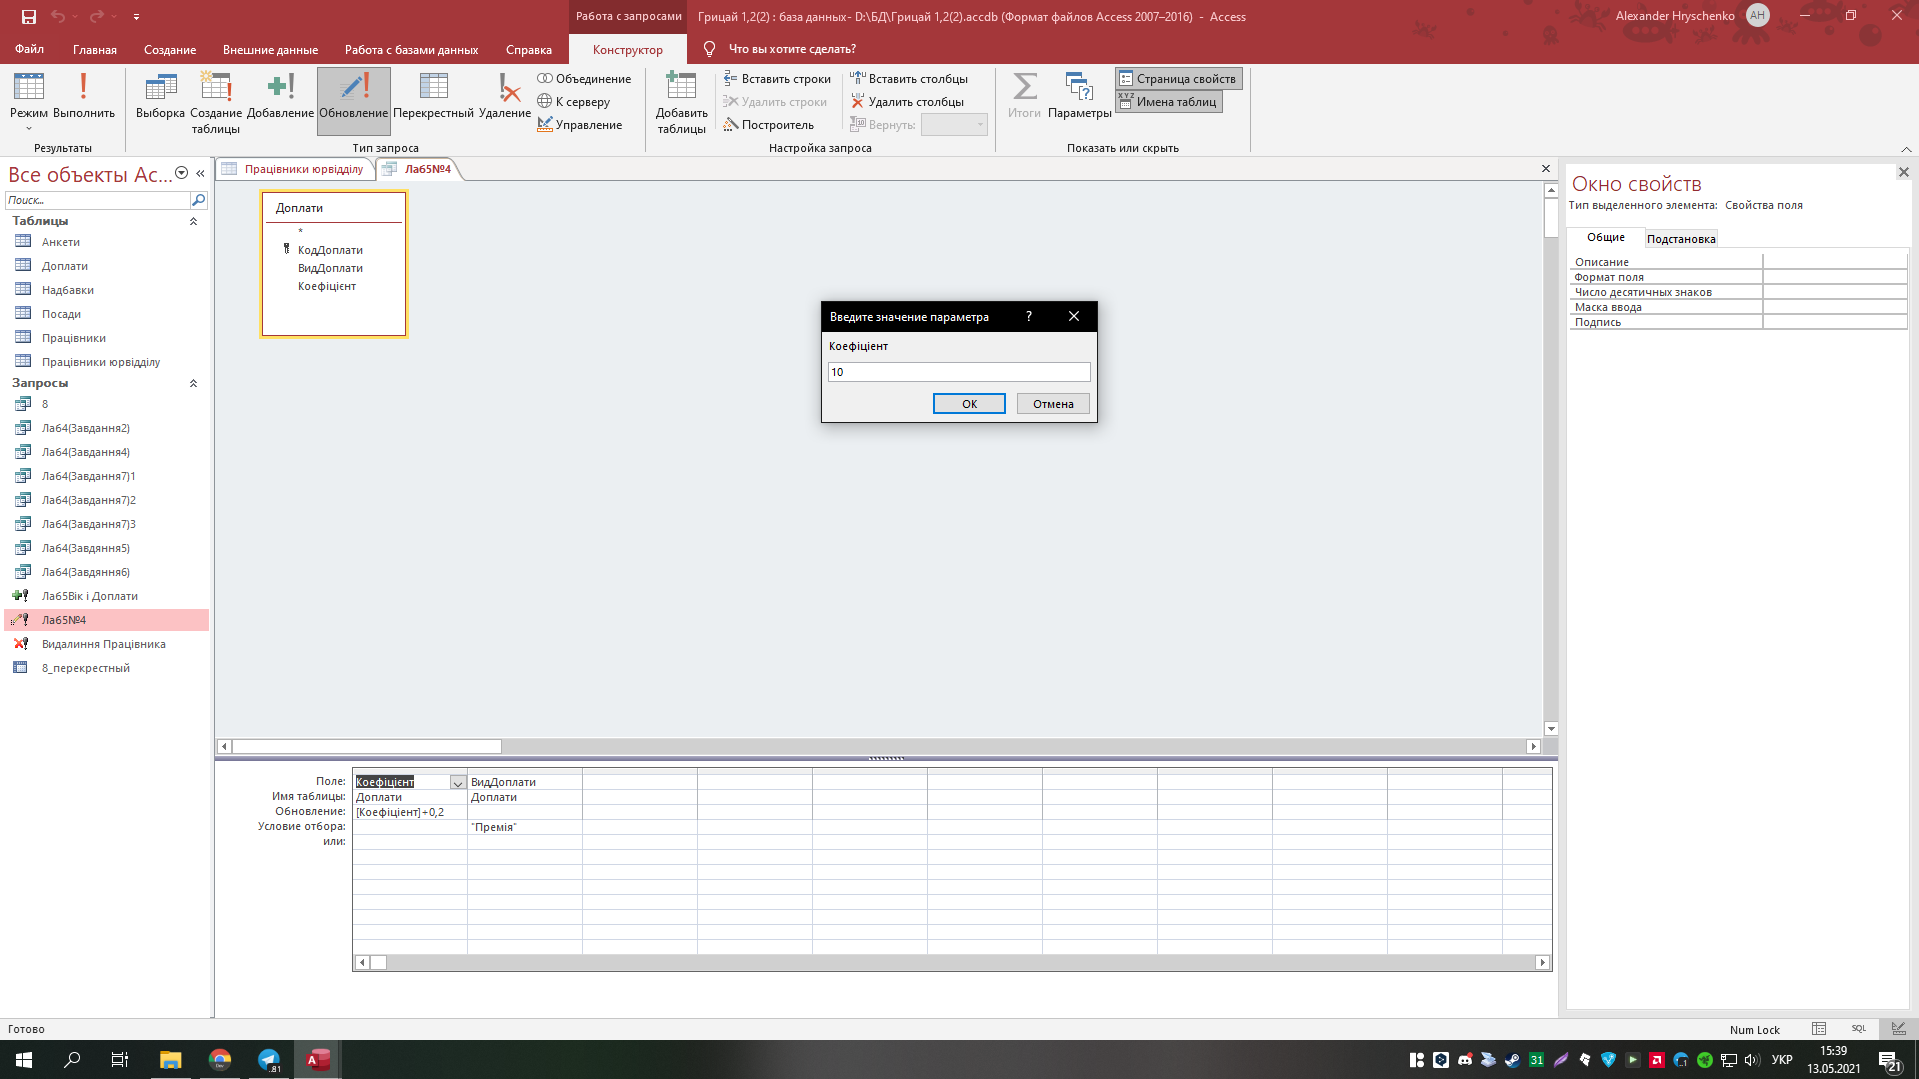 Работа с запросами
Грицай 1,2(2) : база данных- D:\БД\Грицай 1,2(2).accdb (Формат файлов Access 2007–2016) - Access
Alexander Hryschenko
AH
Файл
Главная
Создание
Внешние данные
Работа с базами данных
Справка
Конструктор
Что вы хотите сделать?
Режим
Выполнить
Результаты
Выборка
Создание таблицы
Добавление
Обновление
Перекрестный
Удаление
Объединение
К серверу
Управление
Тип запроса
Добавить таблицы
Вставить строки
Удалить строки
Построитель
Вставить столбцы
Удалить столбцы
Вернуть:
Настройка запроса
Итоги
Параметры
Страница свойств
XYZ
Имена таблиц
Показать или скрыть
Все объекты Ac...
Поиск...
Таблицы
Анкети
Доплати
Надбавки
Посади
Працівники
Працівники юрвідділу
Запросы
8
Лаб4(Завдання2)
Лаб4(Завдання4)
Лаб4(Завдання7)1
Лаб4(Завдання7)2
Лаб4(Завдання7)3
Лаб4(Завдяння5)
Лаб4(Завдяння6)
Лаб5Вік і Доплати
Лаб5№4
Видалиння Працівника
8_перекрестный
Працівники юрвідділу
Лаб5№4
Доплати
*
КодДоплати
ВидДоплати
Коефіцієнт
Введите значение параметра
?
Коефіцієнт
10
ОК
Отмена
Окно свойств
Тип выделенного элемента: Свойства поля
Общие
Подстановка
Описание
Формат поля
Число десятичных знаков
Маска ввода
Подпись
Поле: Коефіцієнт ВидДоплати
Имя таблицы: Доплати Доплати
Обновление: [Коефіцієнт]+0,2
Условие отбора: "Премія"
или:
Готово
Num Lock
SQL
Dev
.81
A
31
УКР
15:39
13.05.2021
21